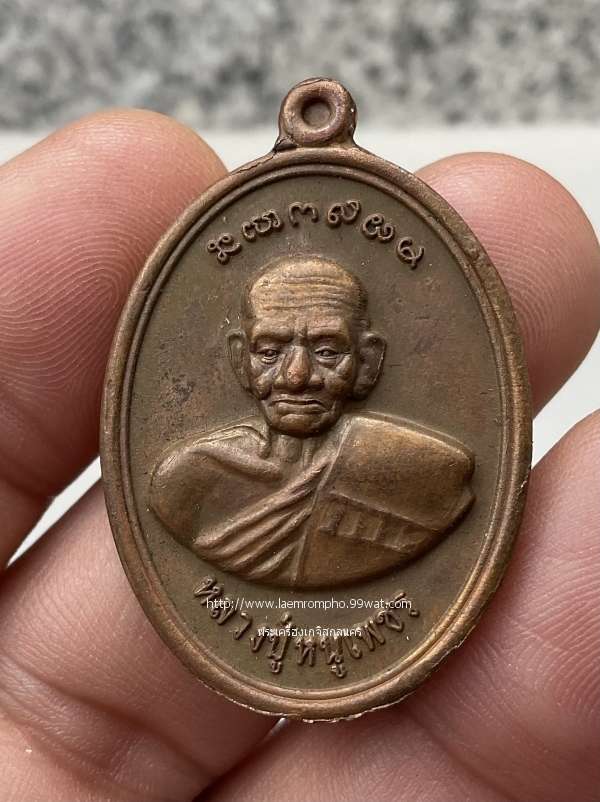 http://www.laemrompho.99wat.com
พระเครืองเกจิสกลนคร
หลวงปู่หนูเพชร